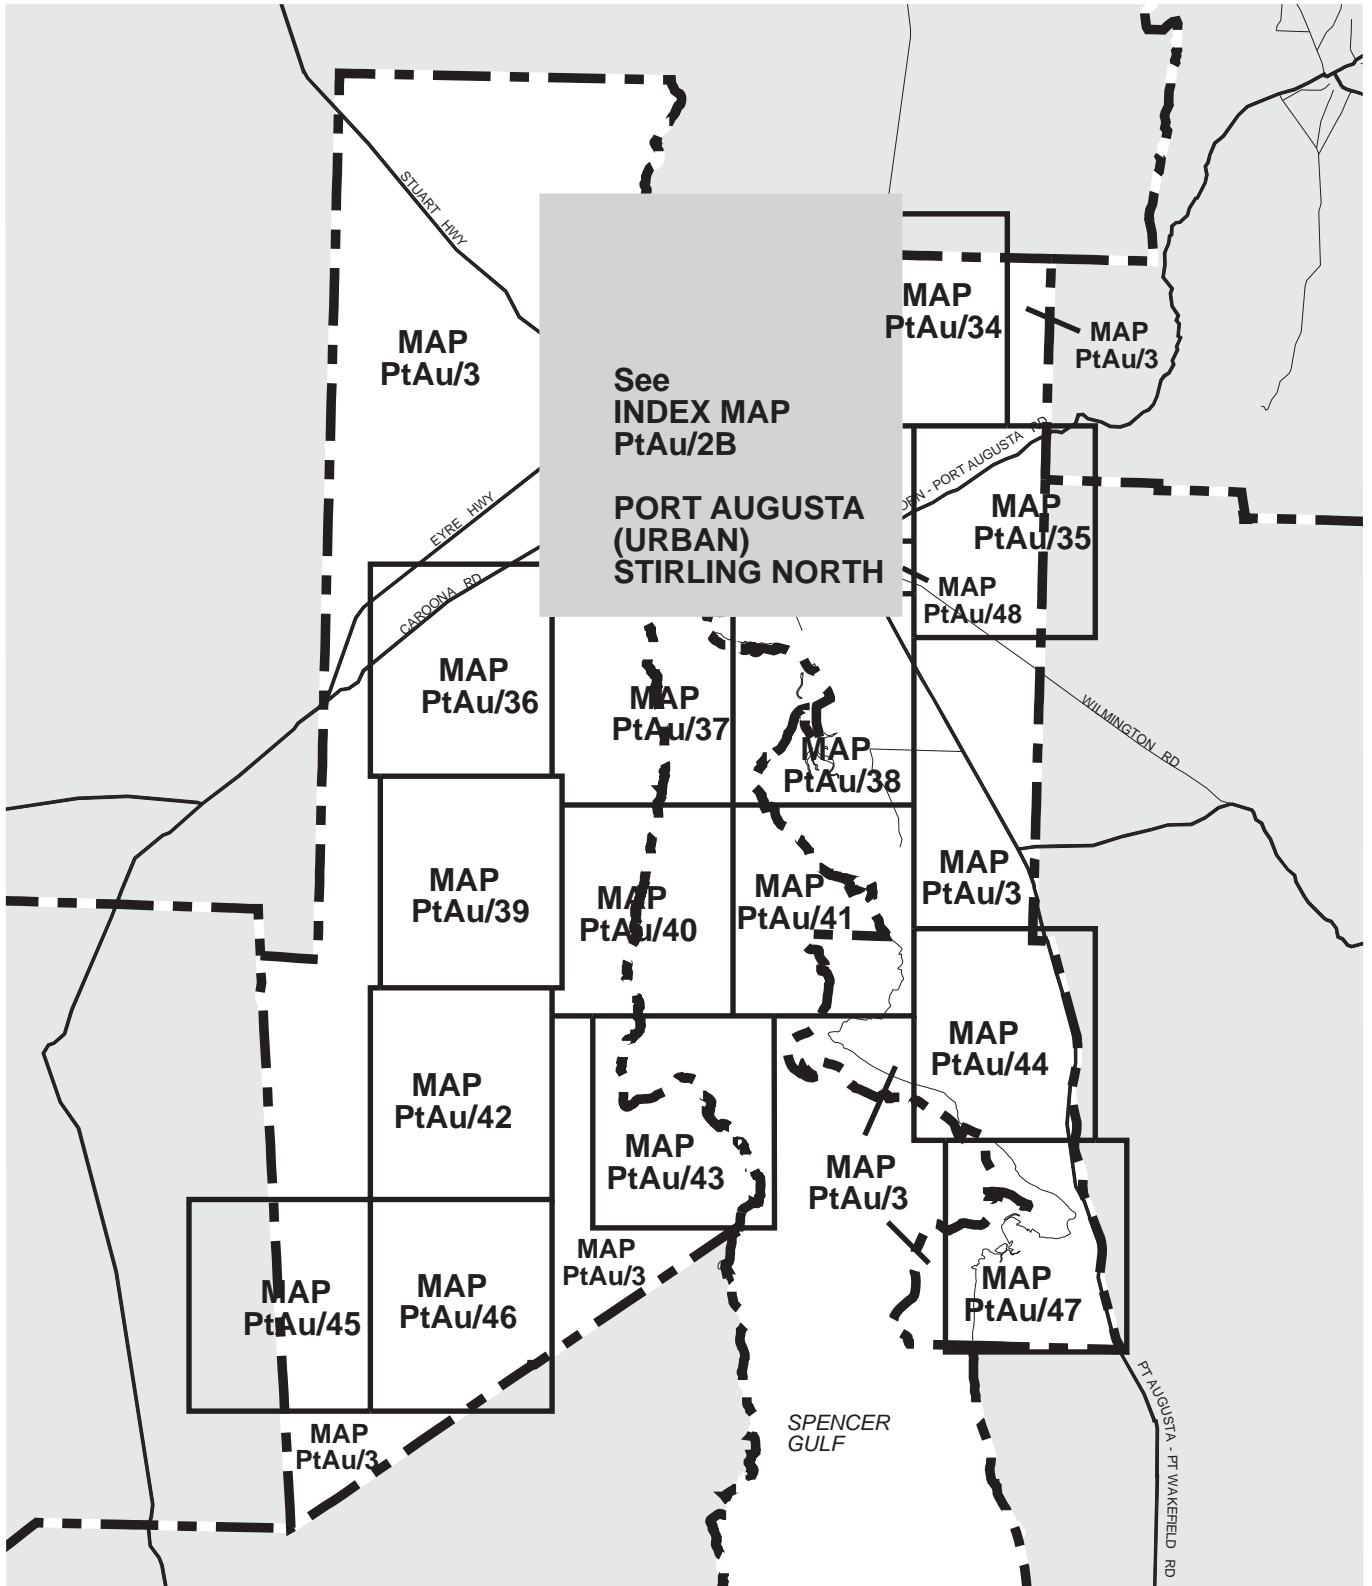 STUART HWY
MAP
PtAu/34
MAP
PtAu/3
MAP
PtAu/3
See
INDEX MAP
PtAu/2B
PORT AUGUSTA
(URBAN)
STIRLING NORTH
EYRE HWY
CAROONA RD
- PORT AUGUSTA RD
MAP
PtAu/35
MAP
PtAu/48
MAP
PtAu/36
MAP
PtAu/37
MAP
PtAu/38
WILMINGTON RD
MAP
PtAu/39
MAP
PtAu/40
MAP
PtAu/41
MAP
PtAu/3
MAP
PtAu/42
MAP
PtAu/43
MAP
PtAu/3
MAP
PtAu/44
MAP
PtAu/45
MAP
PtAu/46
MAP
PtAu/3
MAP
PtAu/47
MAP
PtAu/3
SPENCER
GULF
PT AUGUSTA - PT WAKEFIELD RD